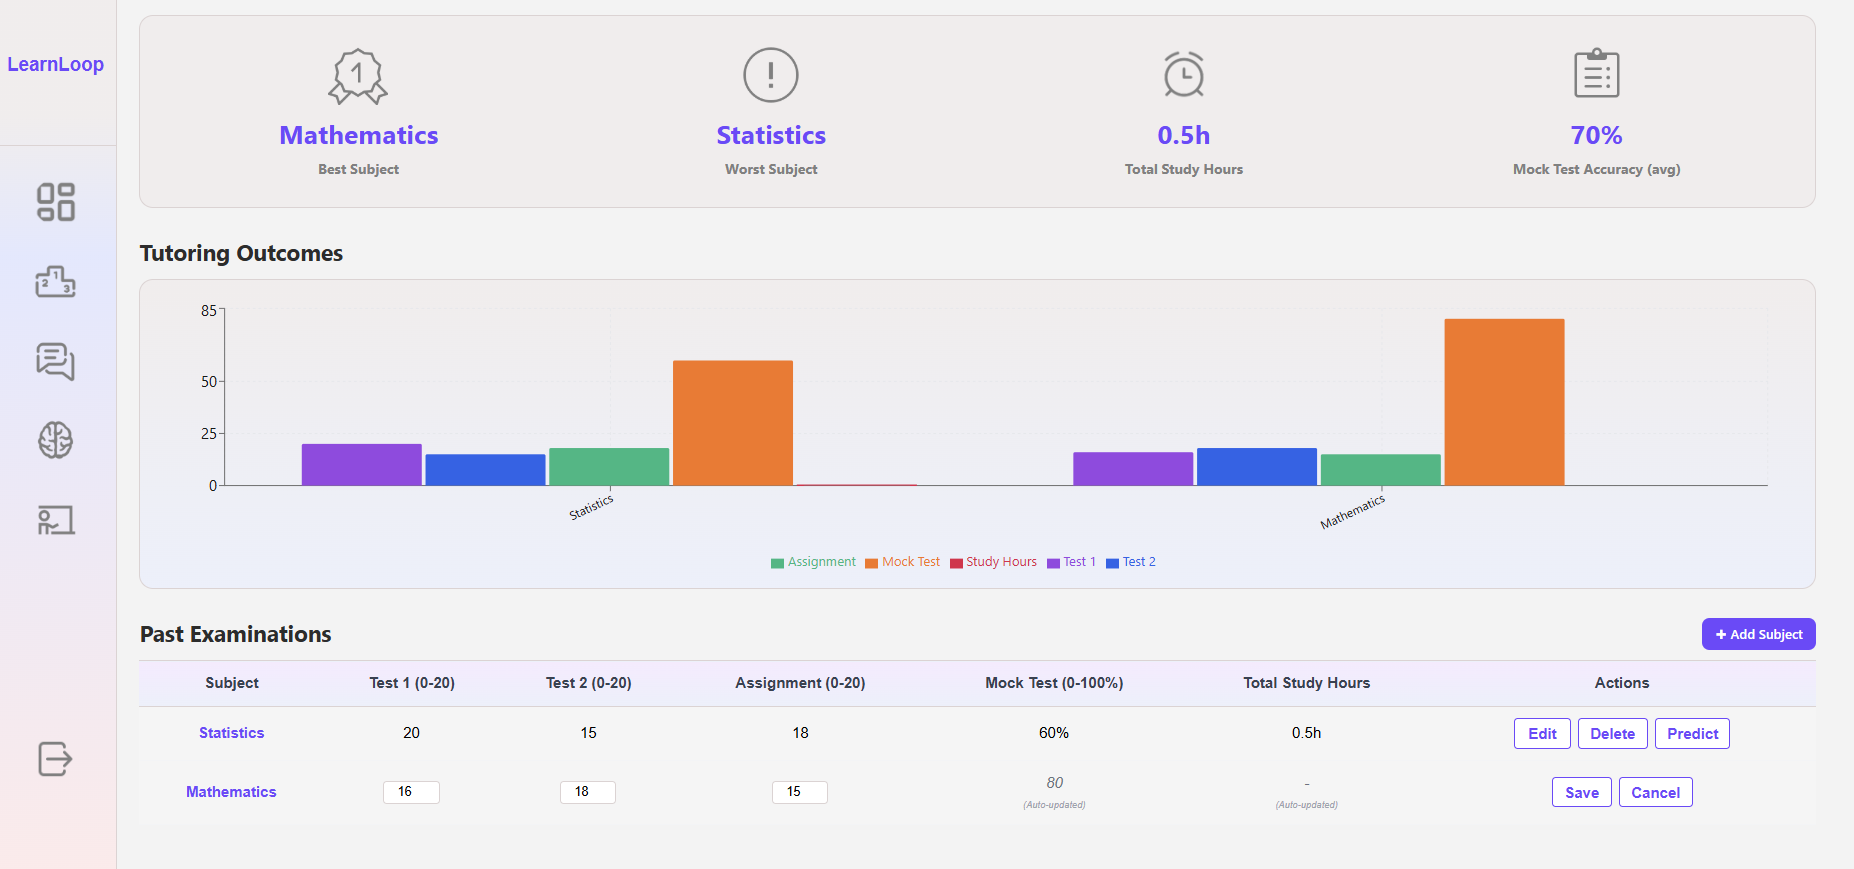 LearnLoop
1
Mathematics
Best Subject
!
Statistics
Worst Subject
0.5h
Total Study Hours
70%
Mock Test Accuracy (avg)
2 1 3
Tutoring Outcomes
85
50
25
0
Statistics
Mathematics
Assignment Mock Test Study Hours Test 1 Test 2
Past Examinations
+ Add Subject
Subject Test 1 (0-20) Test 2 (0-20) Assignment (0-20) Mock Test (0-100%) Total Study Hours Actions
Statistics 20 15 18 60% 0.5h Edit Delete Predict
Mathematics 16 18 15 80 - Save Cancel
(Auto-updated) (Auto-updated)